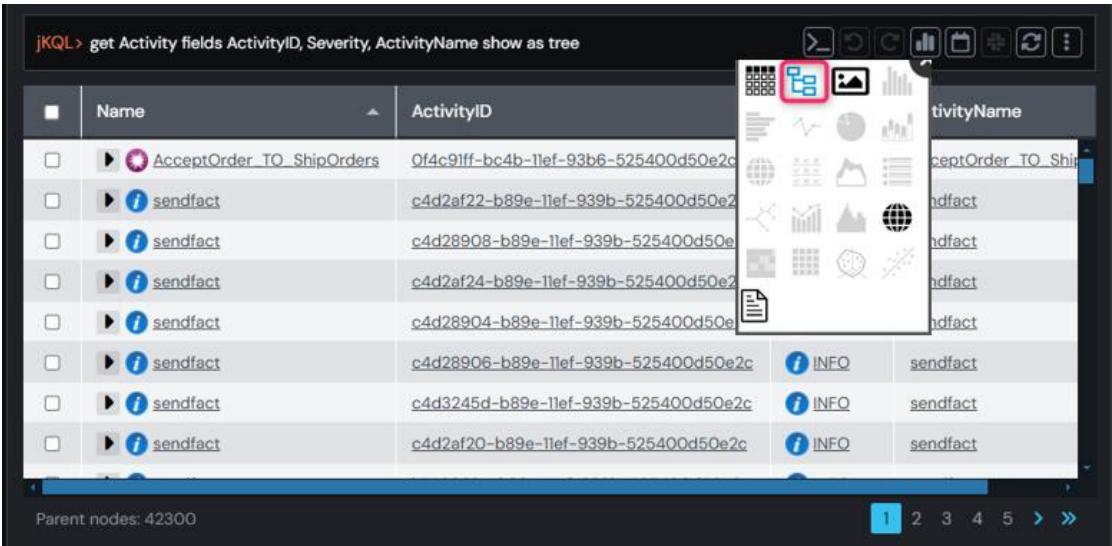 jKQL> get Activity fields ActivityID, Severity, ActivityName show as tree
Name ActivityID tivityName
AcceptOrder_TO_ShipOrders 0f4c91ff-bc4b-11ef-93b6-525400d50e2c ceptOrder_TO_Ship
sendfact c4d2af22-b89e-11ef-939b-525400d50e2 ndfact
sendfact c4d28908-b89e-11ef-939b-525400d50e ndfact
sendfact c4d2af24-b89e-11ef-939b-525400d50e2 ndfact
sendfact c4d28904-b89e-11ef-939b-525400d50e ndfact
sendfact c4d28906-b89e-11ef-939b-525400d50e2c INFO sendfact
sendfact c4d3245d-b89e-11ef-939b-525400d50e2c INFO sendfact
sendfact c4d2af20-b89e-11ef-939b-525400d50e2c INFO sendfact
Parent nodes: 42300 1 2 3 4 5 > »